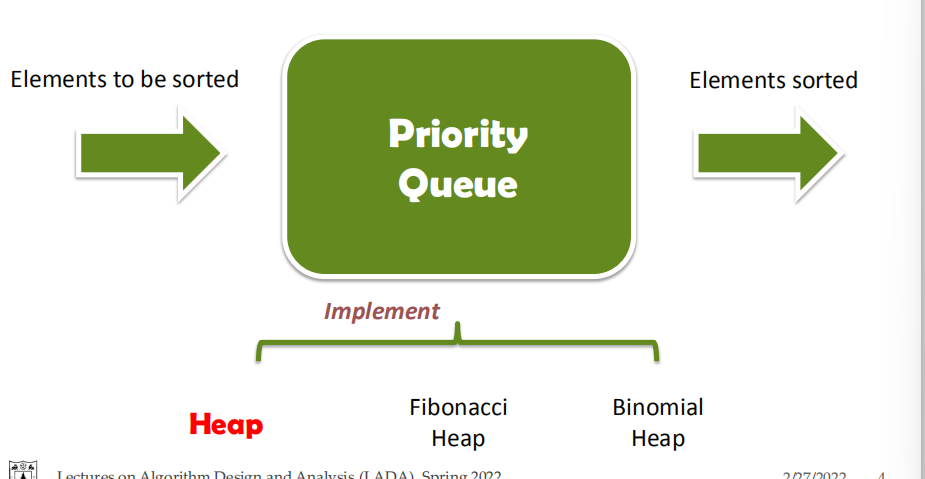 Elements to be sorted
Elements sorted
Priority
Queue
Implement
Heap
Fibonacci
Heap
Binomial
Heap
Lectures on Algorithm Design and Analysis (LADA), Spring 2022
2/27/2022
4